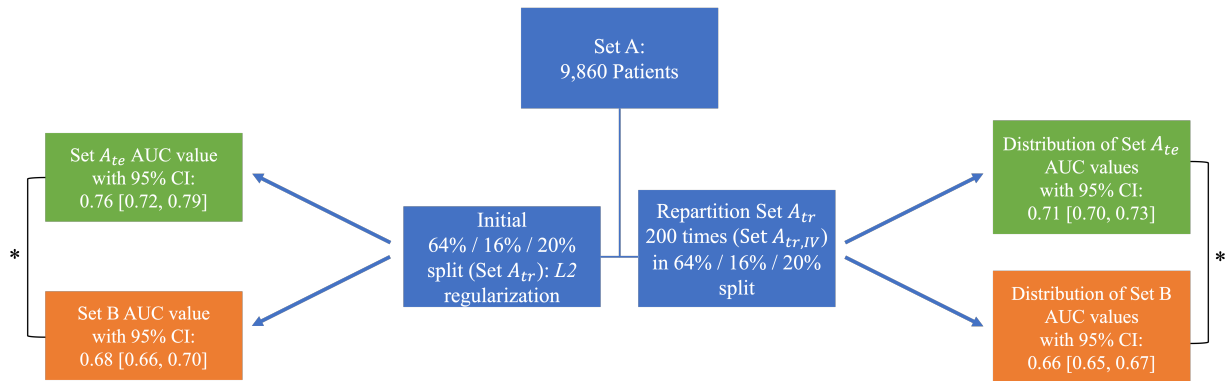 Set A:
9,860 Patients
Set A_te AUC value
with 95% CI:
0.76 [0.72, 0.79]
*
Set B AUC value
with 95% CI:
0.68 [0.66, 0.70]
Initial
64% / 16% / 20%
split (Set A_tr): L2
regularization
Repartition Set A_tr
200 times (Set A_tr,IV)
in 64% / 16% / 20%
split
Distribution of Set A_te
AUC values
with 95% CI:
0.71 [0.70, 0.73]
*
Distribution of Set B
AUC values
with 95% CI:
0.66 [0.65, 0.67]